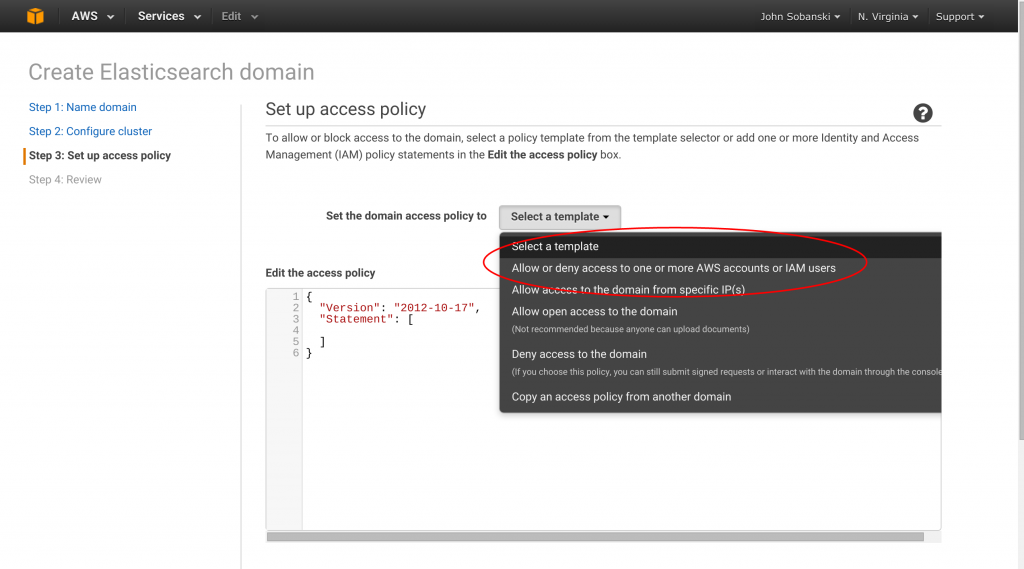 AWS Services Edit John Sobanski N. Virginia Support
Create Elasticsearch domain
Step 1: Name domain
Step 2: Configure cluster
Step 3: Set up access policy
Step 4: Review
Set up access policy
?
To allow or block access to the domain, select a policy template from the template selector or add one or more Identity and Access
Management (IAM) policy statements in the Edit the access policy box.
Set the domain access policy to Select a template
Select a template
Allow or deny access to one or more AWS accounts or IAM users
Allow access to the domain from specific IP(s)
Allow open access to the domain
(Not recommended because anyone can upload documents)
Deny access to the domain
(If you choose this policy, you can still submit signed requests or interact with the domain through the console
Copy an access policy from another domain
Edit the access policy
1 {
2 "Version": "2012-10-17",
3 "Statement": [
4
5 ]
6 }